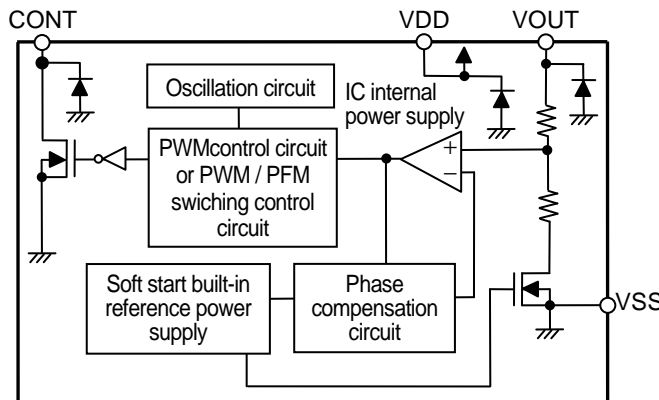 CONT
VDD
VOUT
Oscillation circuit
IC internal
power supply
PWMcontrol circuit
or PWM / PFM
swiching control
circuit
+
−
Soft start built-in
reference power
supply
Phase
compensation
circuit
VSS